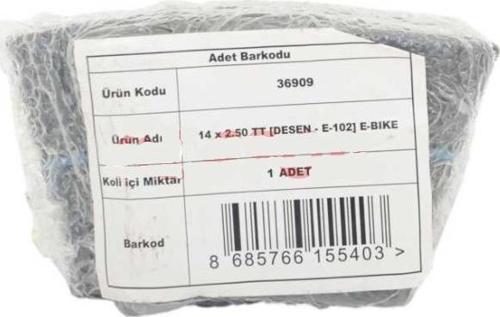 Adet Barkodu
Ürün Kodu 36909
Ürün Adı 14 x 2.50 TT [DESEN - E-102] E-BIKE
Koli içi Miktar 1 ADET
Barkod
8 685766 155403 >